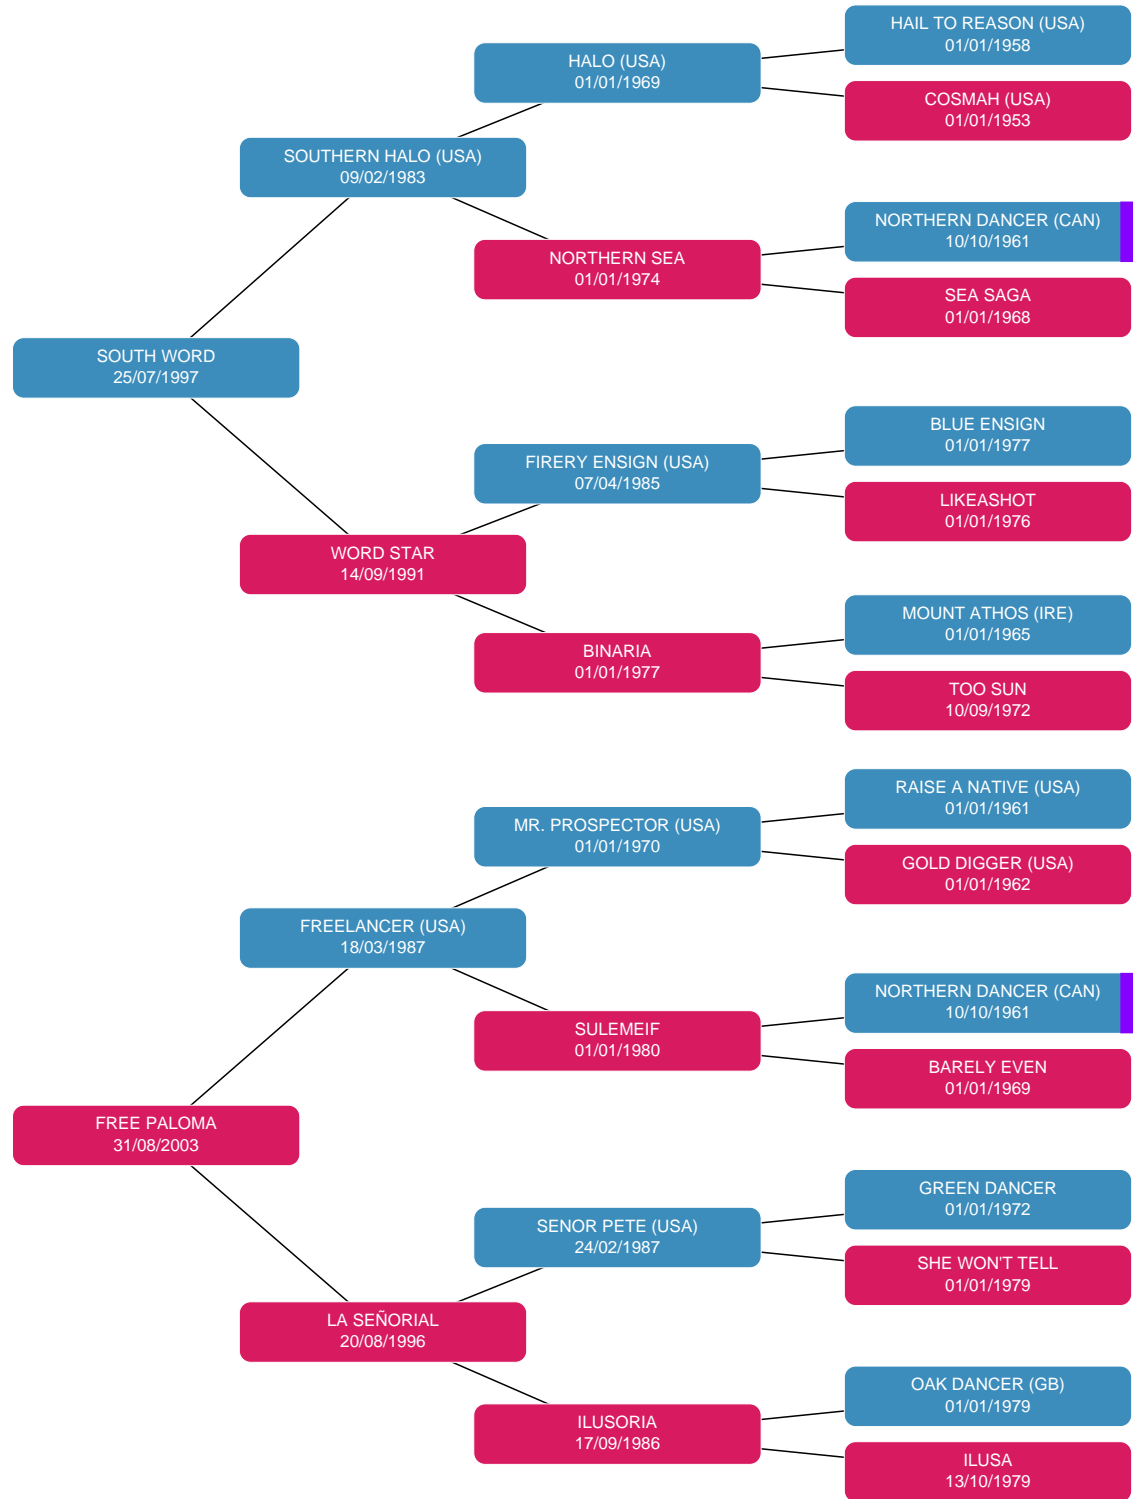 HAIL TO REASON (USA)
01/01/1958
HALO (USA)
01/01/1969
COSMAH (USA)
01/01/1953
SOUTHERN HALO (USA)
09/02/1983
NORTHERN DANCER (CAN)
10/10/1961
NORTHERN SEA
01/01/1974
SEA SAGA
01/01/1968
SOUTH WORD
25/07/1997
BLUE ENSIGN
01/01/1977
FIRERY ENSIGN (USA)
07/04/1985
LIKEASHOT
01/01/1976
WORD STAR
14/09/1991
MOUNT ATHOS (IRE)
01/01/1965
BINARIA
01/01/1977
TOO SUN
10/09/1972
RAISE A NATIVE (USA)
01/01/1961
MR. PROSPECTOR (USA)
01/01/1970
GOLD DIGGER (USA)
01/01/1962
FREELANCER (USA)
18/03/1987
NORTHERN DANCER (CAN)
10/10/1961
SULEMEIF
01/01/1980
BARELY EVEN
01/01/1969
FREE PALOMA
31/08/2003
GREEN DANCER
01/01/1972
SENOR PETE (USA)
24/02/1987
SHE WON'T TELL
01/01/1979
LA SEÑORIAL
20/08/1996
OAK DANCER (GB)
01/01/1979
ILUSORIA
17/09/1986
ILUSA
13/10/1979